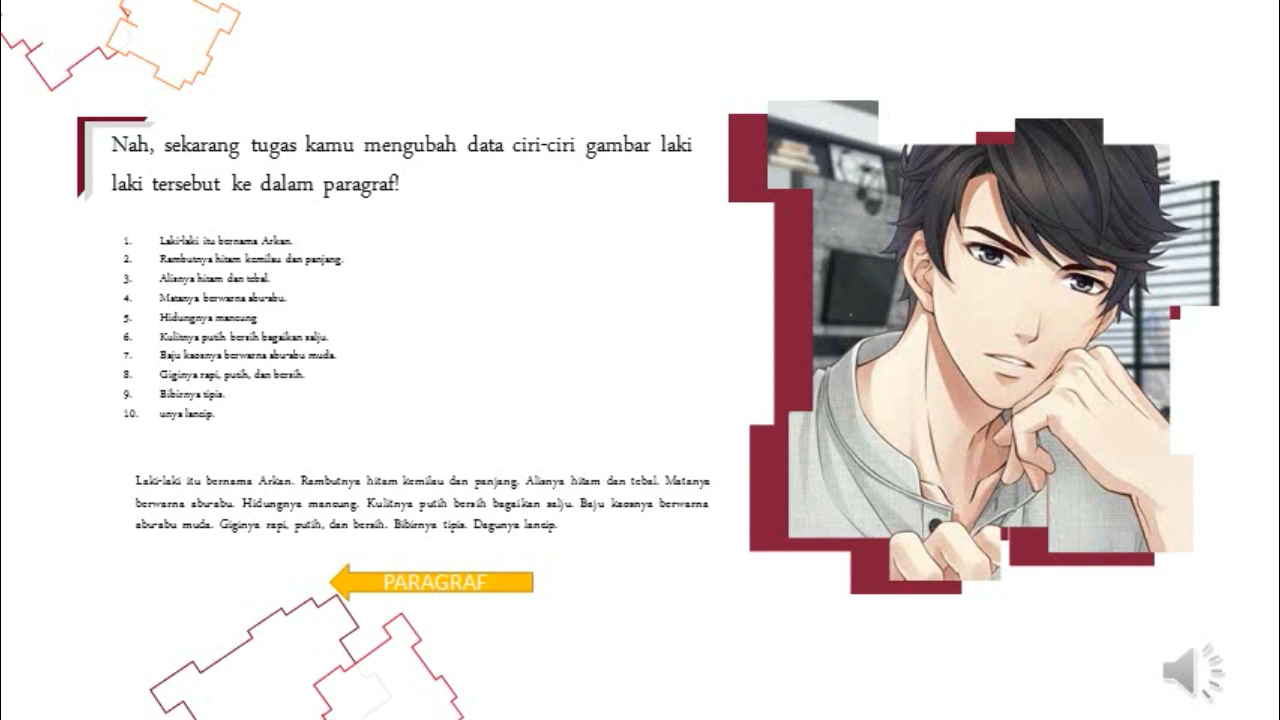 Nah, sekarang tugas kamu mengubah data ciri-ciri gambar laki
laki tersebut ke dalam paragraf!
1. Laki-laki itu bernama Arkan.
2. Rambutnya hitam kemilau dan panjang.
3. Alisnya hitam dan tebal.
4. Matanya berwarna abu-abu.
5. Hidungnya mancung
6. Kulitnya putih bersih bagaikan salju.
7. Baju kaosnya berwarna abu-abu muda.
8. Giginya rapi, putih, dan bersih.
9. Bibirnya tipis.
10. unya lancip.
Laki-laki itu bernama Arkan. Rambutnya hitam kemilau dan panjang. Alisnya hitam dan tebal. Matanya
berwarna abu-abu. Hidungnya mancung. Kulitnya putih bersih bagaikan salju. Baju kaosnya berwarna
abu-abu muda. Giginya rapi, putih, dan bersih. Bibirnya tipis. Dagunya lancip.
PARAGRAF